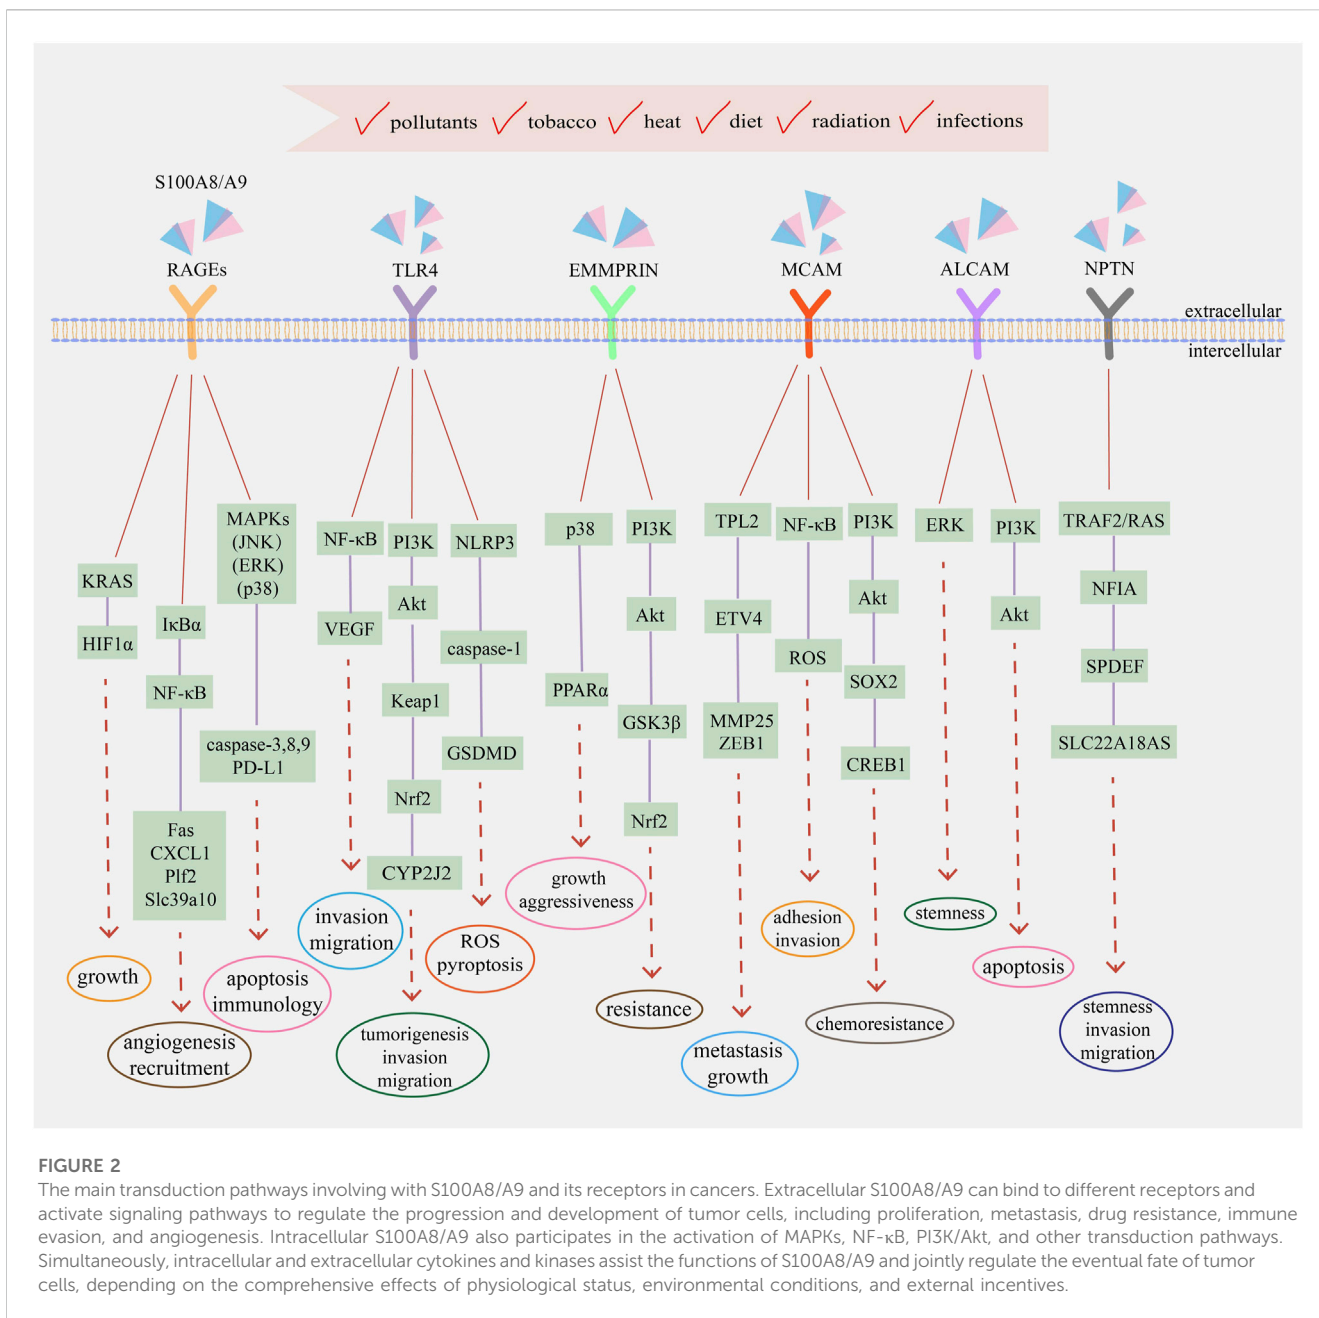 pollutants tobacco heat diet radiation infections
S100A8/A9
RAGEs TLR4 EMMPRIN MCAM ALCAM NPTN
extracellular
intercellular
KRAS
HIF1α
growth
IκBα
NF-κB
Fas
CXCL1
Plf2
Slc39a10
angiogenesis
recruitment
MAPKs
(JNK)
(ERK)
(p38)
caspase-3,8,9
PD-L1
apoptosis
immunology
NF-κB
VEGF
invasion
migration
PI3K
Akt
Keap1
Nrf2
CYP2J2
tumorigenesis
invasion
migration
NLRP3
caspase-1
GSDMD
ROS
pyroptosis
p38
PPARα
growth
aggressiveness
PI3K
Akt
GSK3β
Nrf2
resistance
TPL2
ETV4
MMP25
ZEB1
metastasis
growth
NF-κB
ROS
adhesion
invasion
PI3K
Akt
SOX2
CREB1
chemoresistance
ERK
stemness
PI3K
Akt
apoptosis
TRAF2/RAS
NFIA
SPDEF
SLC22A18AS
stemness
invasion
migration
FIGURE 2
The main transduction pathways involving with S100A8/A9 and its receptors in cancers. Extracellular S100A8/A9 can bind to different receptors and
activate signaling pathways to regulate the progression and development of tumor cells, including proliferation, metastasis, drug resistance, immune
evasion, and angiogenesis. Intracellular S100A8/A9 also participates in the activation of MAPKs, NF-κB, PI3K/Akt, and other transduction pathways.
Simultaneously, intracellular and extracellular cytokines and kinases assist the functions of S100A8/A9 and jointly regulate the eventual fate of tumor
cells, depending on the comprehensive effects of physiological status, environmental conditions, and external incentives.